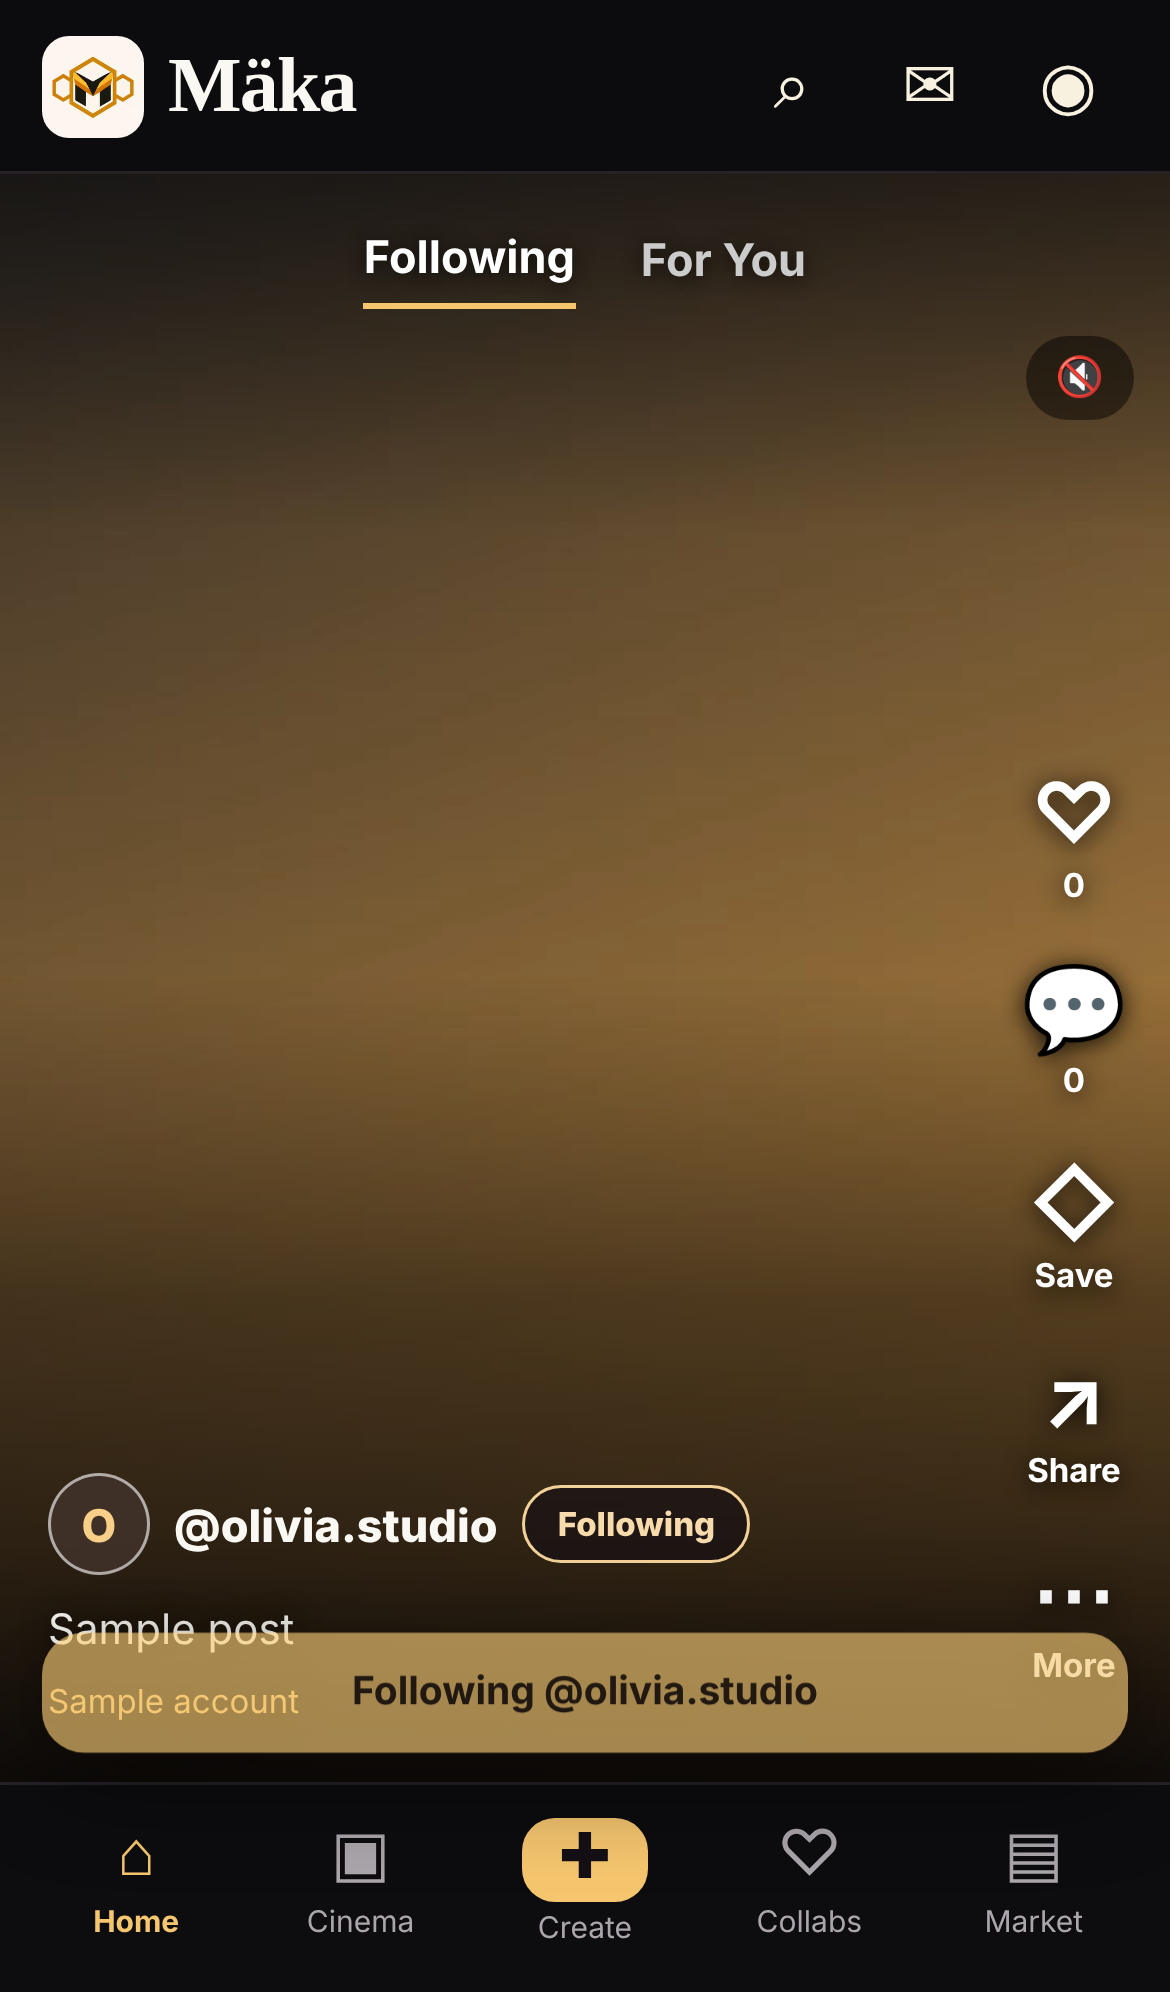 Mäka
Following
For You
0
0
Save
Share
O
@olivia.studio
Following
Sample post
More
Sample account
Following @olivia.studio
Home
Cinema
Create
Collabs
Market